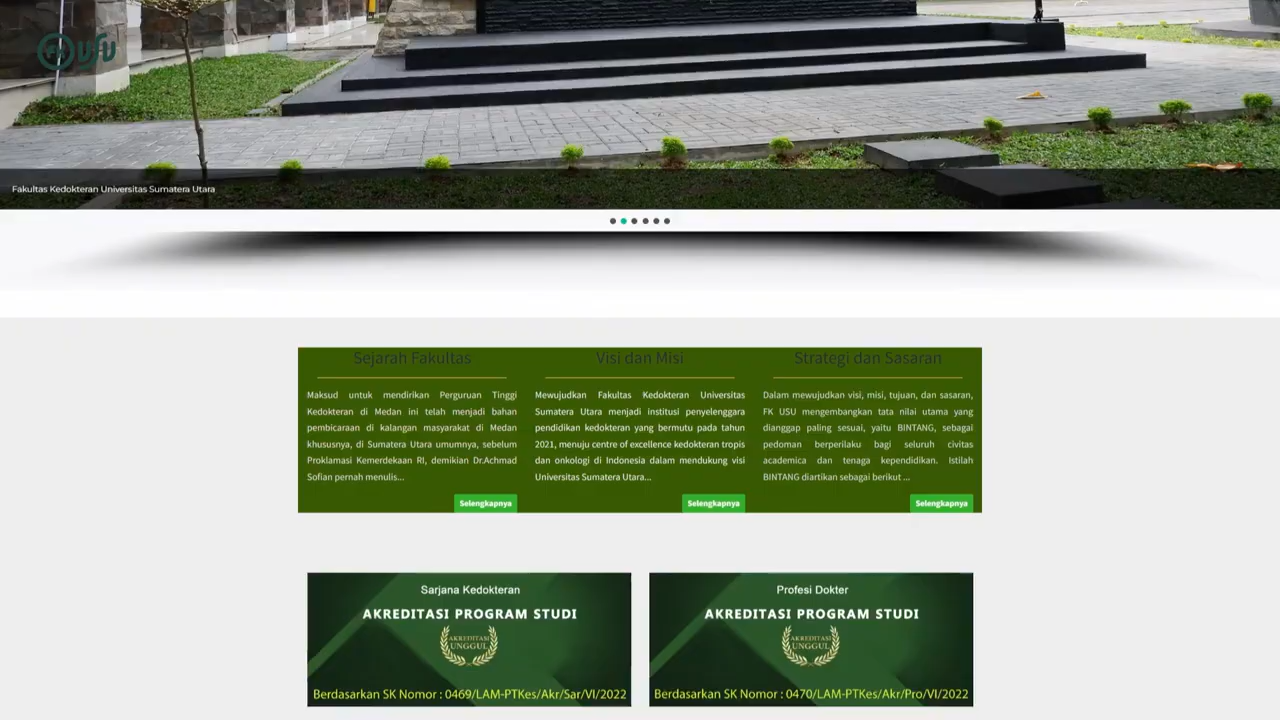 USU
Fakultas Kedokteran Universitas Sumatera Utara
Sejarah Fakultas
Maksud untuk mendirikan Perguruan Tinggi
Kedokteran di Medan ini telah menjadi bahan
pembicaraan di kalangan masyarakat di Medan
khususnya, di Sumatera Utara umumnya, sebelum
Proklamasi Kemerdekaan RI, demikian Dr.Achmad
Sofian pernah menulis...
Selengkapnya
Visi dan Misi
Mewujudkan Fakultas Kedokteran Universitas
Sumatera Utara menjadi institusi penyelenggara
pendidikan kedokteran yang bermutu pada tahun
2021, menuju centre of excellence kedokteran tropis
dan onkologi di Indonesia dalam mendukung visi
Universitas Sumatera Utara...
Selengkapnya
Strategi dan Sasaran
Dalam mewujudkan visi, misi, tujuan, dan sasaran,
FK USU mengembangkan tata nilai utama yang
dianggap paling sesuai, yaitu BINTANG, sebagai
pedoman berperilaku bagi seluruh civitas
academica dan tenaga kependidikan. Istilah
BINTANG diartikan sebagai berikut ...
Selengkapnya
Sarjana Kedokteran
AKREDITASI PROGRAM STUDI
AKREDITASI
UNGGUL
Berdasarkan SK Nomor : 0469/LAM-PTKes/Akr/Sar/VI/2022
Profesi Dokter
AKREDITASI PROGRAM STUDI
AKREDITASI
UNGGUL
Berdasarkan SK Nomor : 0470/LAM-PTKes/Akr/Pro/VI/2022